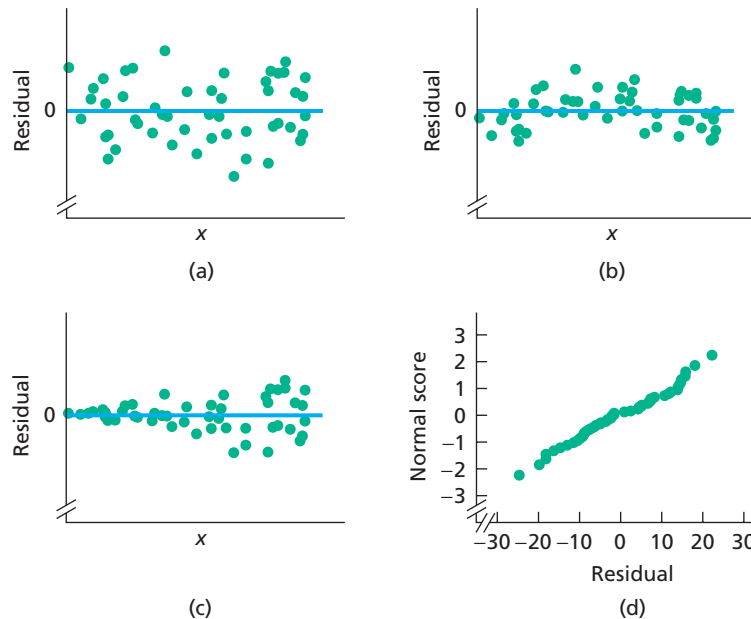 Residual
0
x
(a)
Residual
0
x
(b)
Residual
0
x
(c)
Normal score
3
2
1
0
−1
−2
−3
−30 −20 −10 0 10 20 30
Residual
(d)